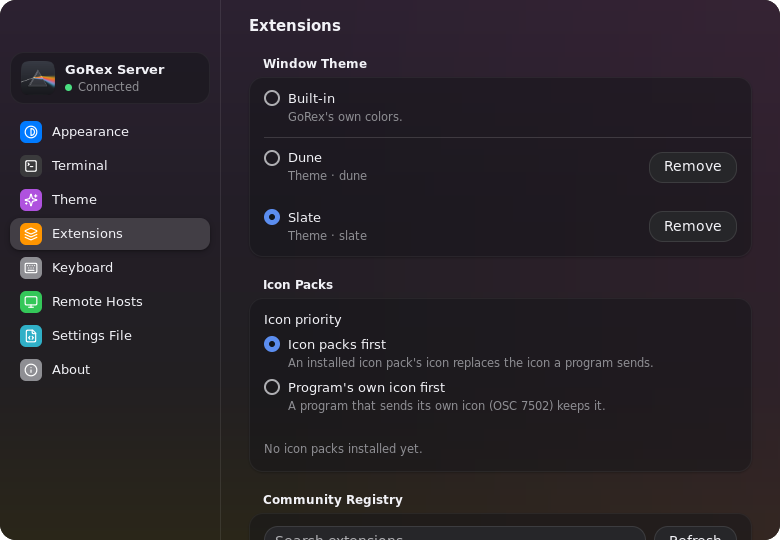 Extensions
GoRex Server
Connected
Appearance
Terminal
Theme
Extensions
Keyboard
Remote Hosts
Settings File
About
Window Theme
Built-in
GoRex's own colors.
Dune
Theme · dune
Remove
Slate
Theme · slate
Remove
Icon Packs
Icon priority
Icon packs first
An installed icon pack's icon replaces the icon a program sends.
Program's own icon first
A program that sends its own icon (OSC 7502) keeps it.
No icon packs installed yet.
Community Registry
Search extensions
Refresh